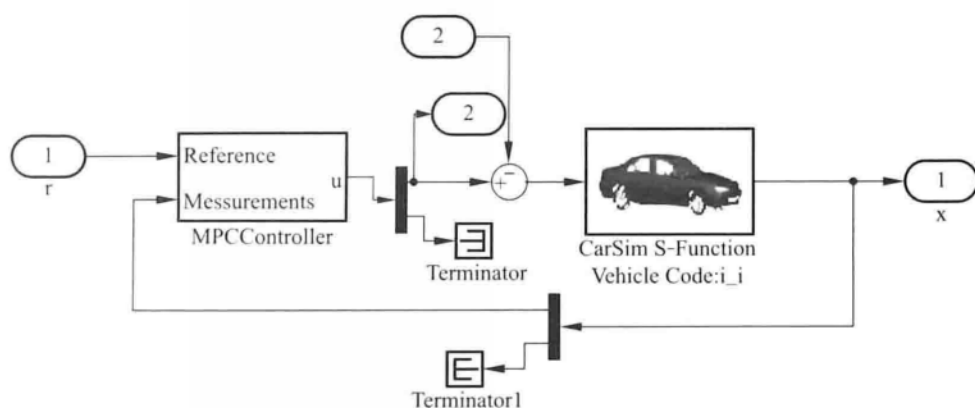 2
2
1
r
Reference
Messurements
u
MPCController
+
−
CarSim S-Function
Vehicle Code:i_i
1
x
Terminator
Terminator1